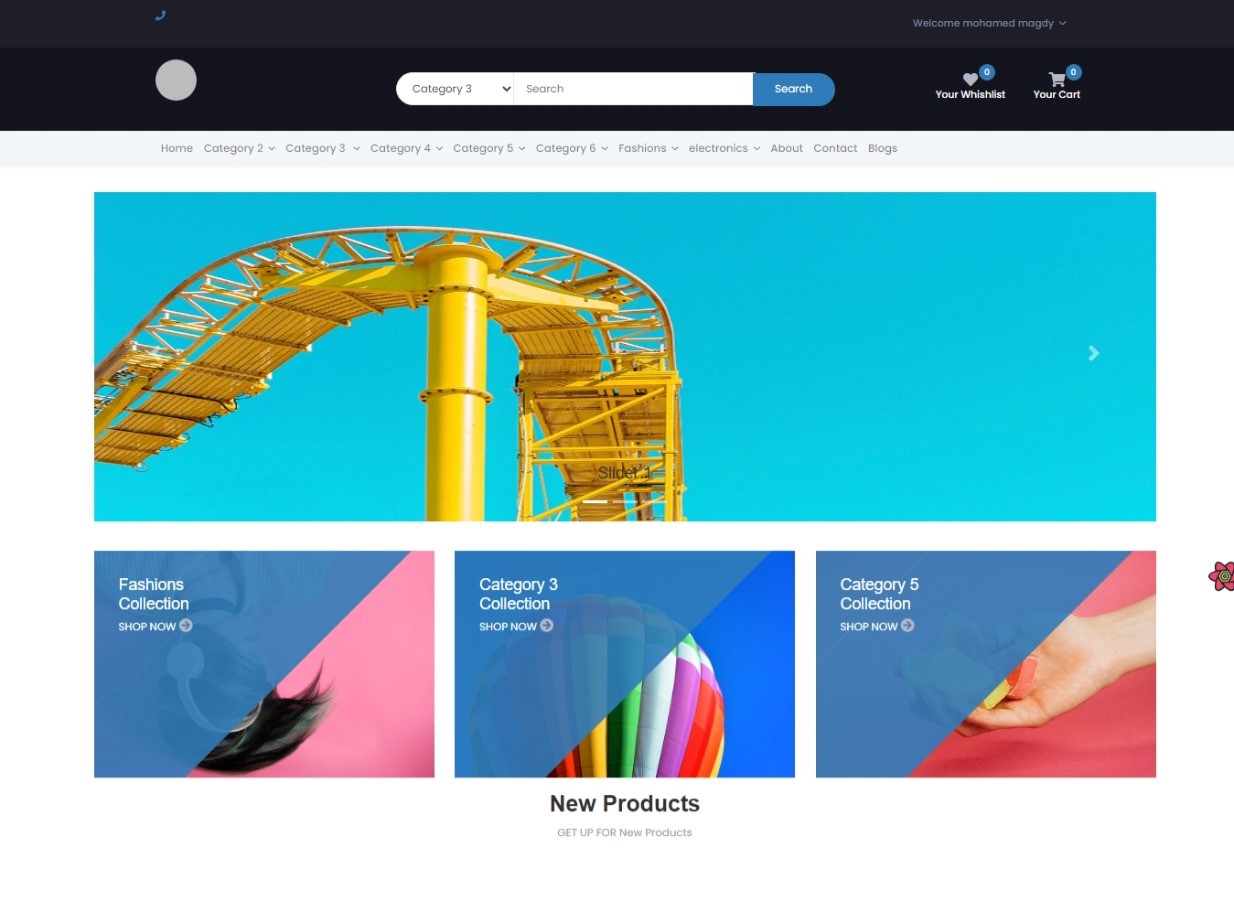 Welcome mohamed magdy
Category 3
Search
Search
0
Your Whishlist
0
Your Cart
Home
Category 2
Category 3
Category 4
Category 5
Category 6
Fashions
electronics
About
Contact
Blogs
Slider 1
Fashions
Collection
SHOP NOW
Category 3
Collection
SHOP NOW
Category 5
Collection
SHOP NOW
New Products
GET UP FOR New Products